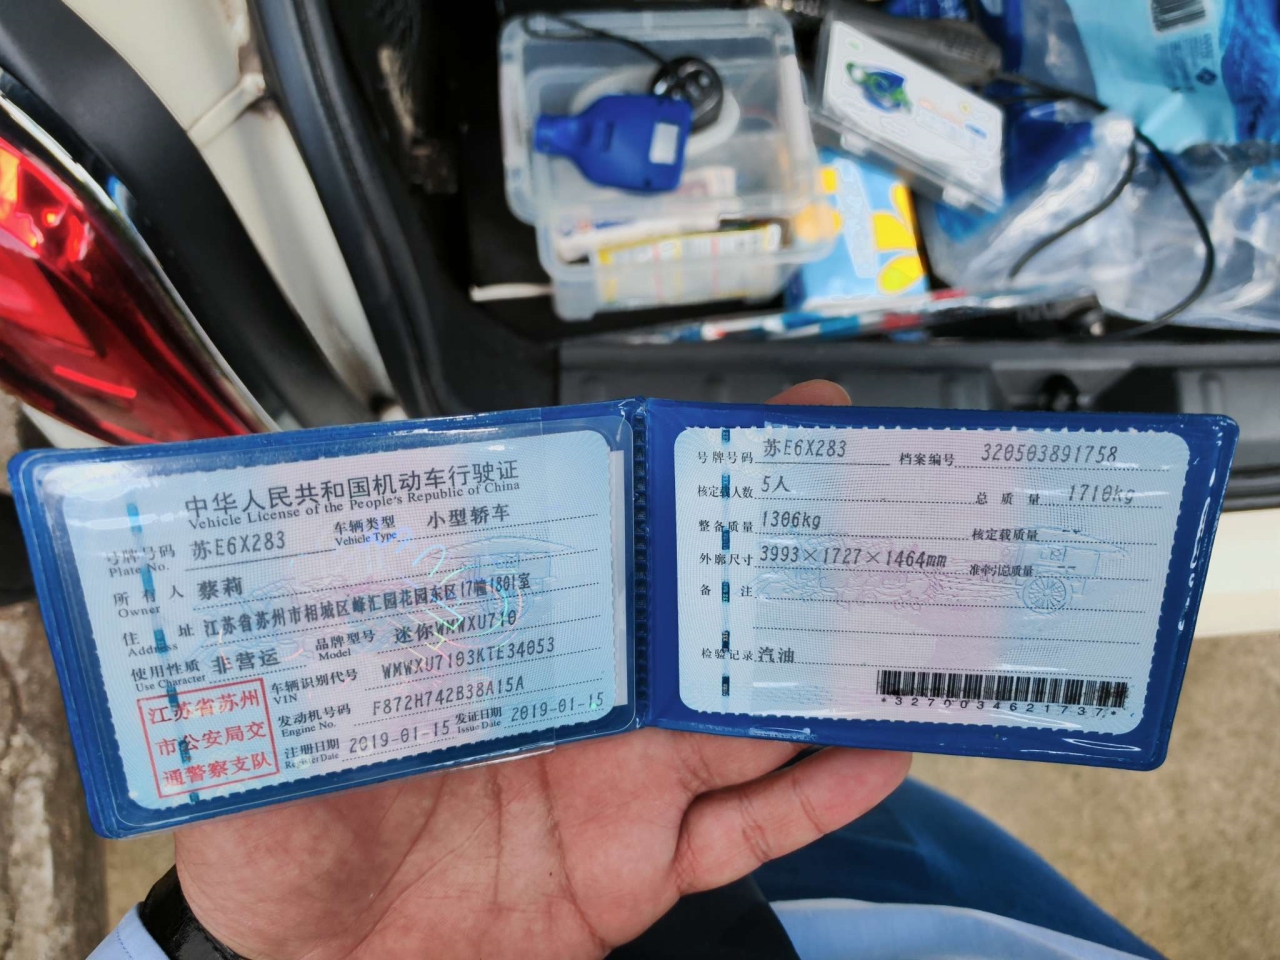 中华人民共和国机动车行驶证
Vehicle License of the People's Republic of China
号牌号码 苏E6X283 车辆类型 小型轿车
Plate No. Vehicle Type
所有人 蔡莉
Owner
住址 江苏省苏州市相城区峰汇园花园东区17幢1801室
Address
使用性质 非营运 品牌型号 迷你WMWXU710
Use Character Model
车辆识别代号 WMWXU7103KTE34053
VIN
发动机号码 F872H742B38A15A
Engine No.
注册日期 2019-01-15 发证日期 2019-01-15
Register Date Issue Date
江苏省苏州
市公安局交
通警察支队
号牌号码 苏E6X283 档案编号 320503891758
核定载人数 5人 总质量 1710kg
整备质量 1306kg 核定载质量 --
外廓尺寸 3993×1727×1464mm 准牵引总质量 --
备注
检验记录 汽油
*3270034621737*